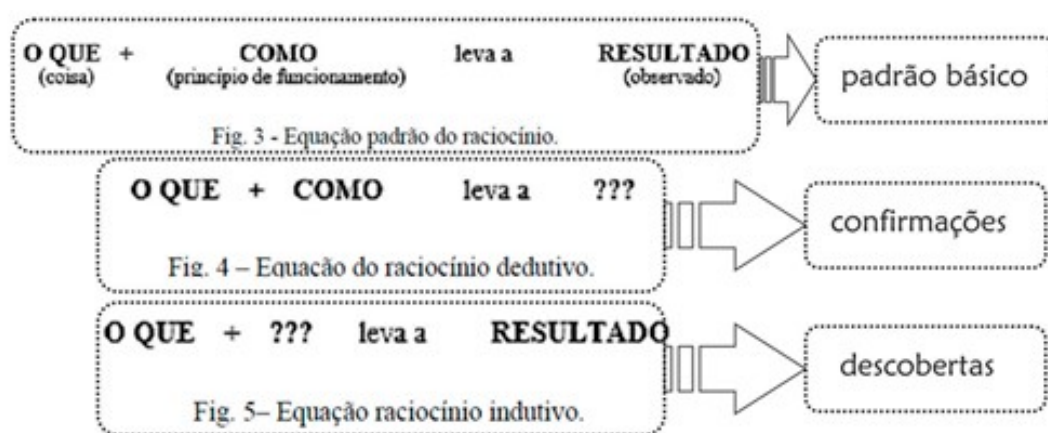 O QUE + COMO leva a RESULTADO
(coisa) (princípio de funcionamento) (observado)
Fig. 3 - Equação padrão do raciocínio.
padrão básico
O QUE + COMO leva a ???
Fig. 4 – Equação do raciocínio dedutivo.
confirmações
O QUE + ??? leva a RESULTADO
Fig. 5– Equação raciocínio indutivo.
descobertas